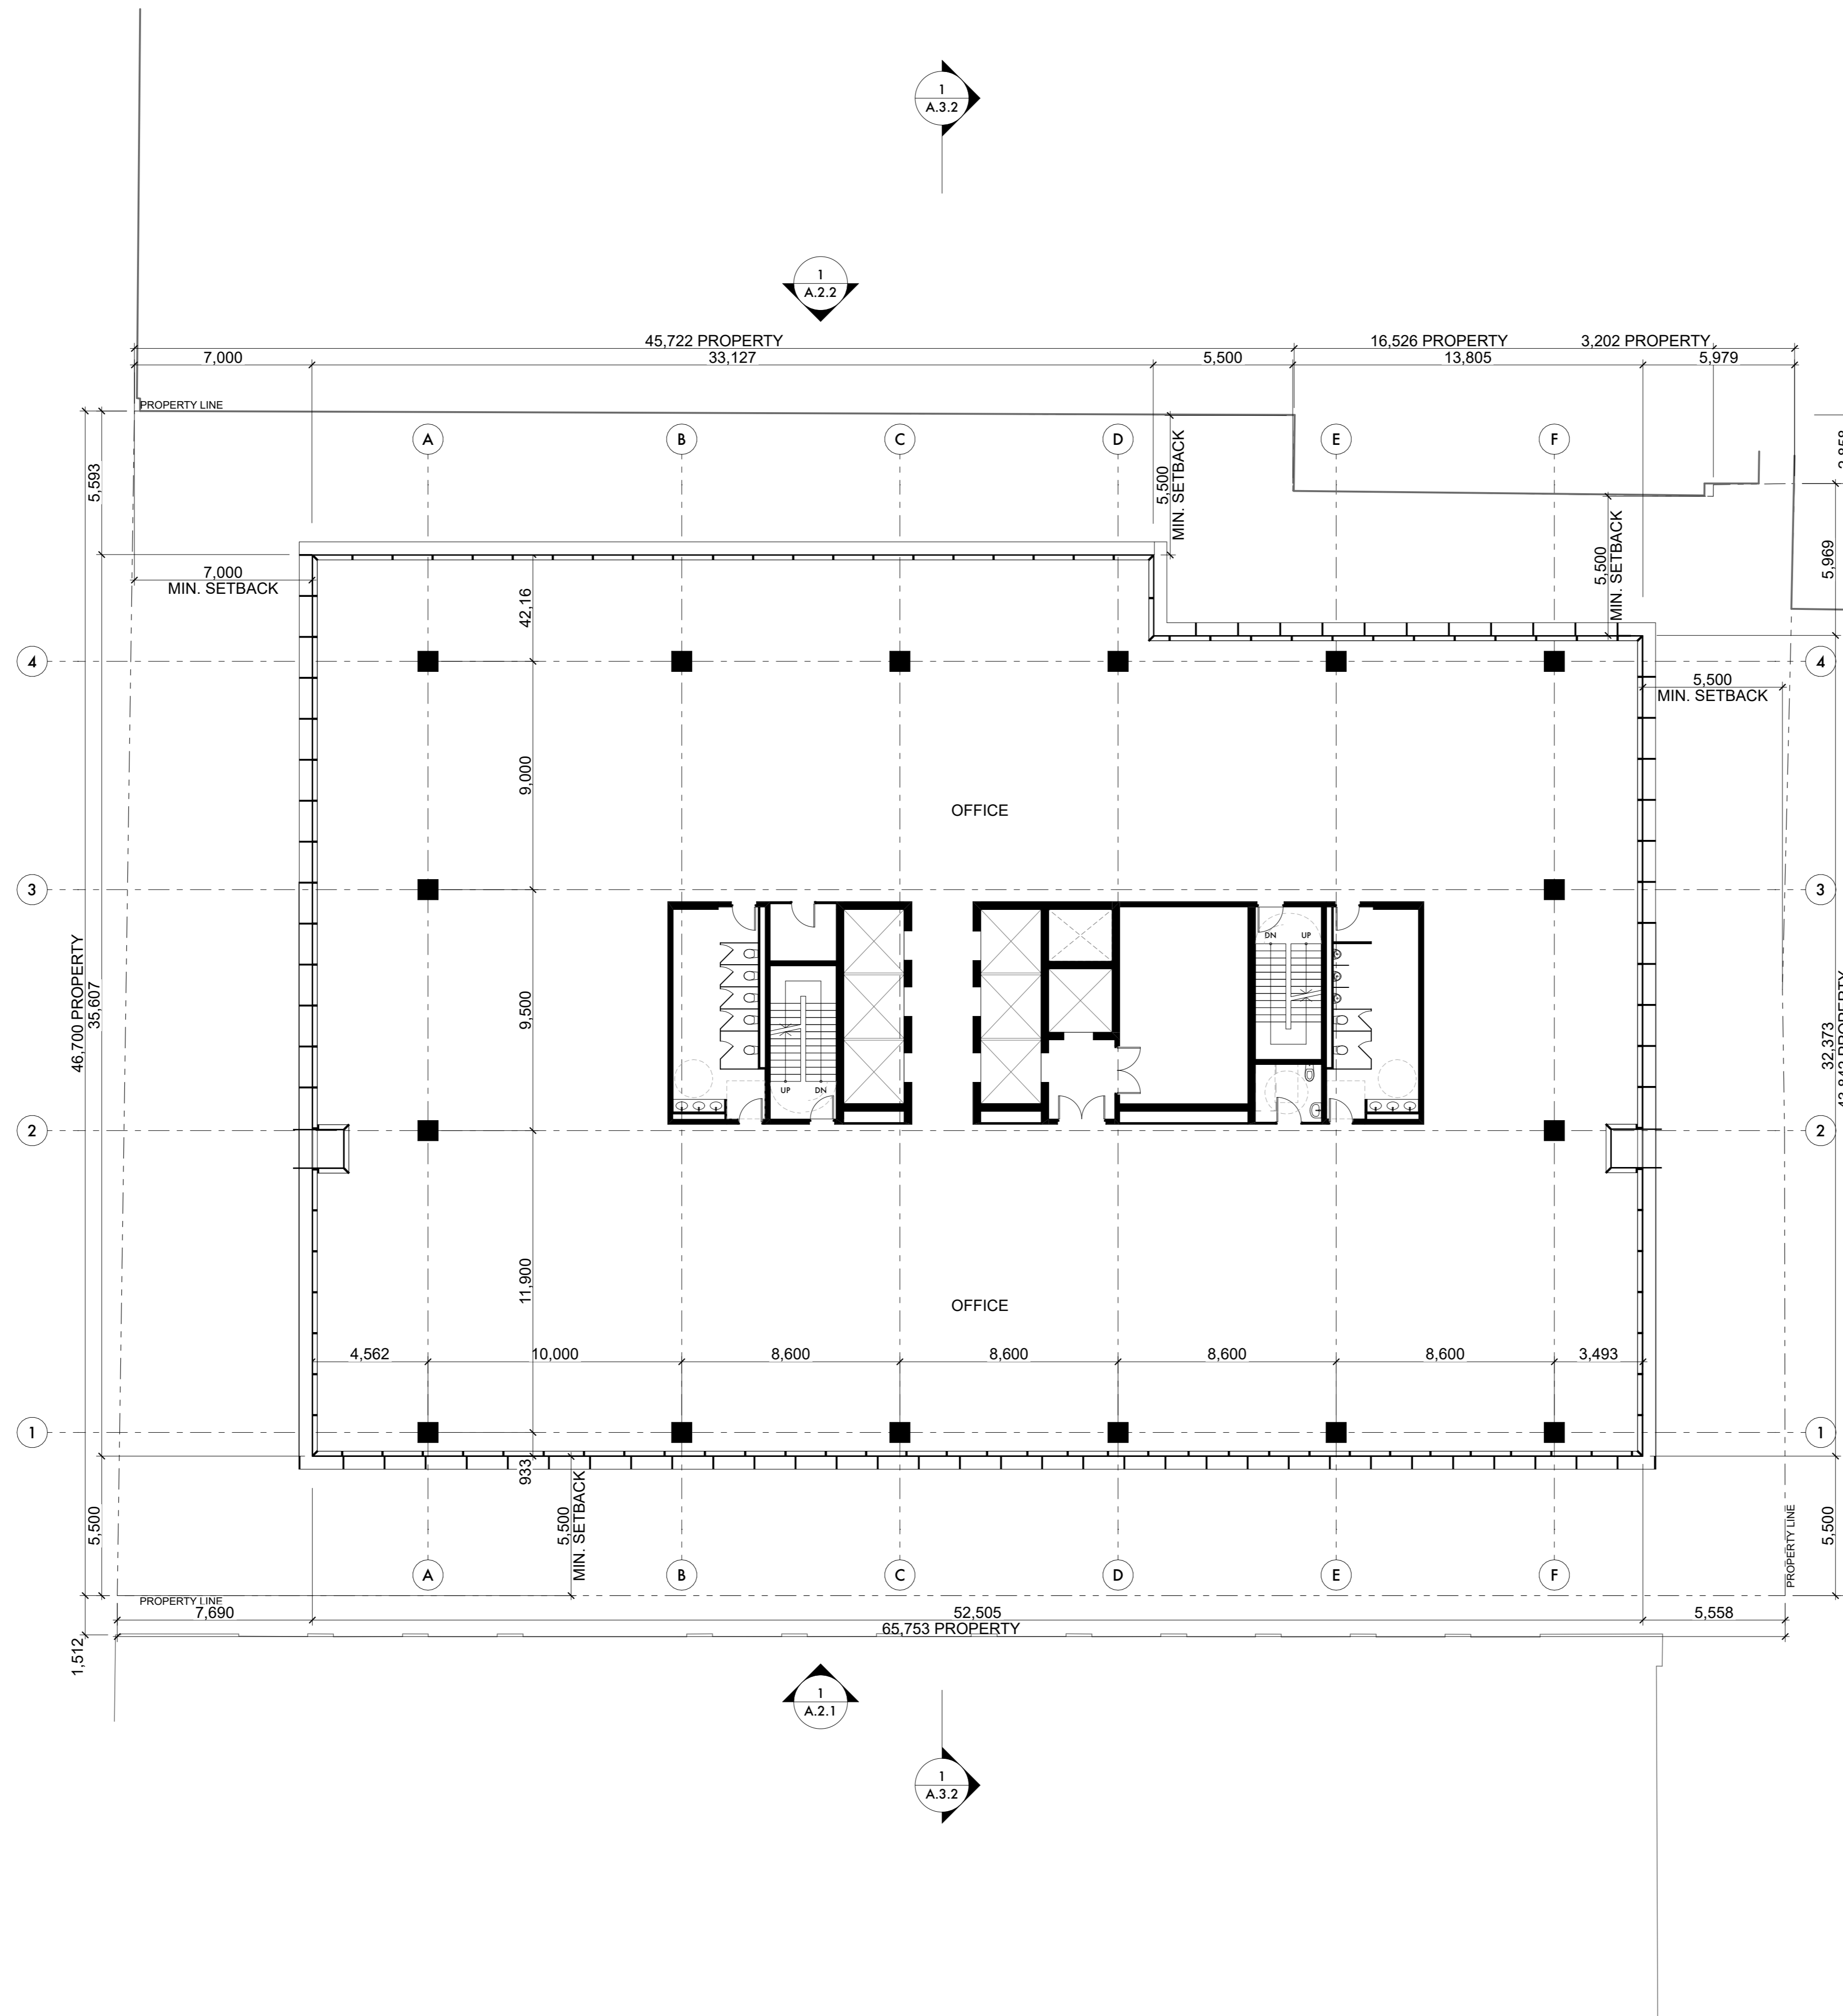 1
A.3.2
1
A.2.2
45,722 PROPERTY
16,526 PROPERTY
3,202 PROPERTY
7,000
33,127
5,500
13,805
5,979
PROPERTY LINE
A
B
C
D
E
F
5,593
5,500
MIN. SETBACK
5,500
MIN. SETBACK
5,969
7,000
MIN. SETBACK
42,16
4
4
5,500
MIN. SETBACK
9,000
OFFICE
3
3
DN
UP
46,700 PROPERTY
35,607
9,500
32,373
UP
DN
2
2
11,900
OFFICE
4,562
10,000
8,600
8,600
8,600
8,600
3,493
1
1
933
5,500
5,500
MIN. SETBACK
PROPERTY LINE
5,500
A
B
C
D
E
F
PROPERTY LINE
7,690
52,505
5,558
65,753 PROPERTY
1,512
1
A.2.1
1
A.3.2